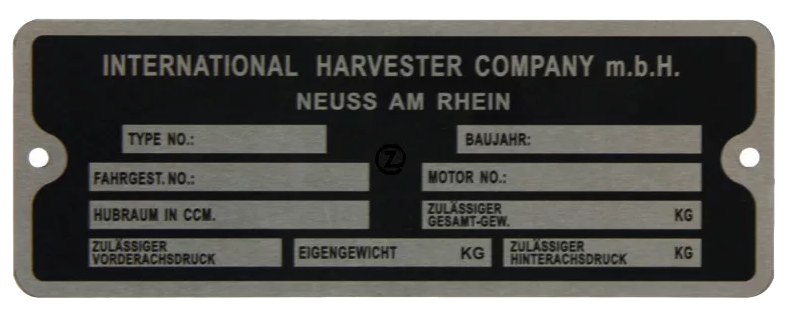 INTERNATIONAL HARVESTER COMPANY m.b.H.
NEUSS AM RHEIN
TYPE NO.: BAUJAHR:
FAHRGEST. NO.: MOTOR NO.:
HUBRAUM IN CCM. ZULÄSSIGER GESAMT-GEW. KG
ZULÄSSIGER VORDERACHSDRUCK EIGENGEWICHT KG ZULÄSSIGER HINTERACHSDRUCK KG